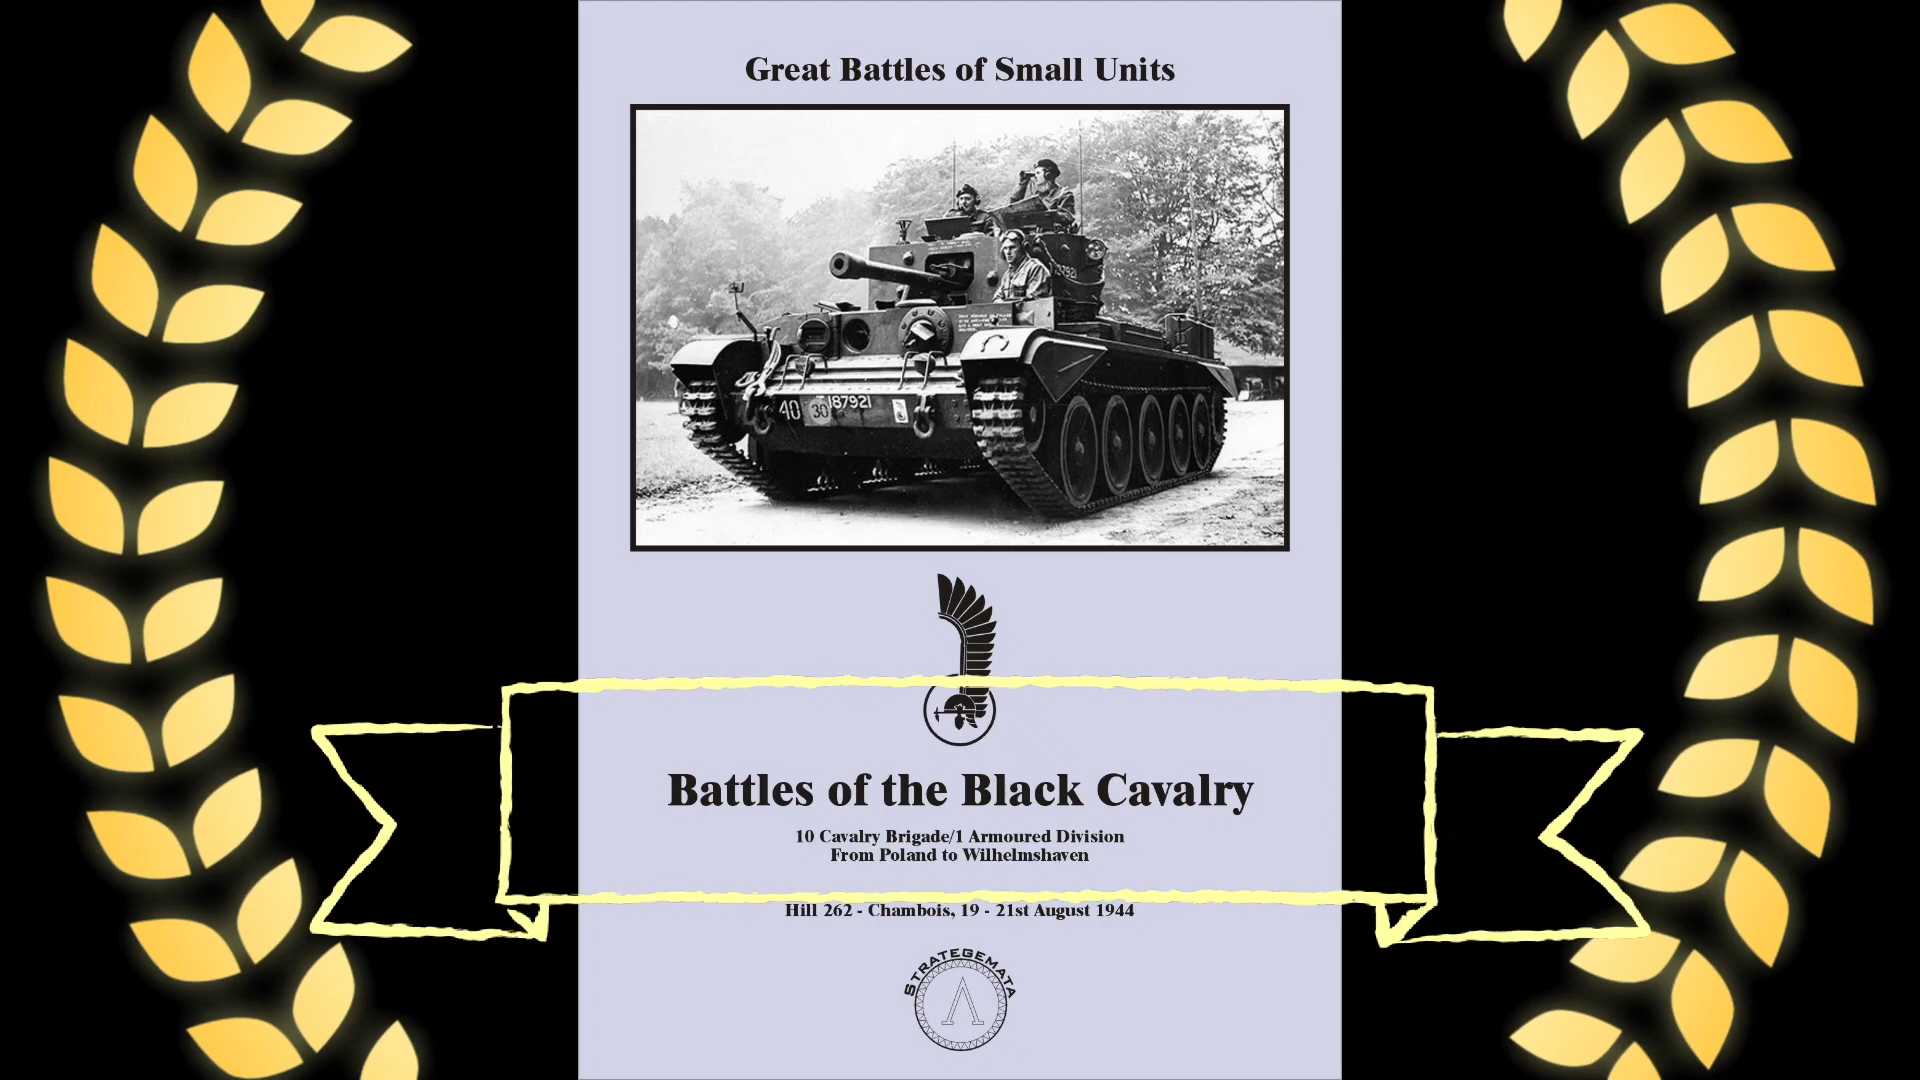 Great Battles of Small Units
40
30
187921
Battles of the Black Cavalry
10 Cavalry Brigade/1 Armoured Division
From Poland to Wilhelmshaven
Hill 262 - Chambois, 19 - 21st August 1944
STRATEGEMATA